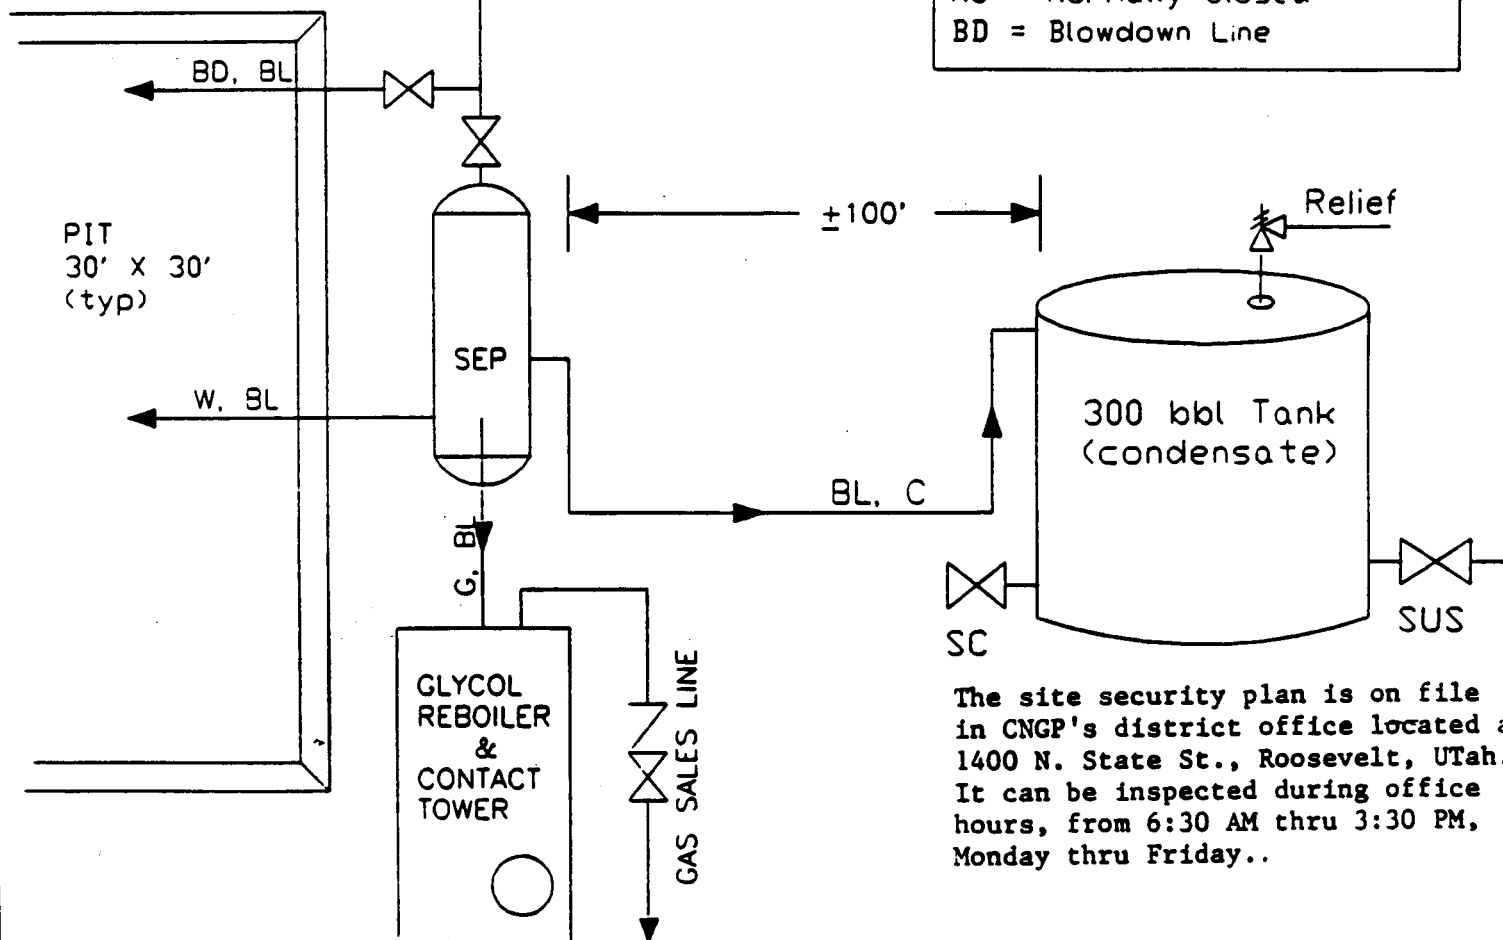 BD = Blowdown Line
BD, BL
±100'
Relief
PIT
30' X 30'
(typ)
SEP
W, BL
300 bbl Tank
(condensate)
BL, C
G, BL
SC
SUS
GLYCOL
REBOILER
&
CONTACT
TOWER
GAS SALES LINE
The site security plan is on file
in CNGP's district office located
1400 N. State St., Roosevelt, UTah.
It can be inspected during office
hours, from 6:30 AM thru 3:30 PM,
Monday thru Friday..